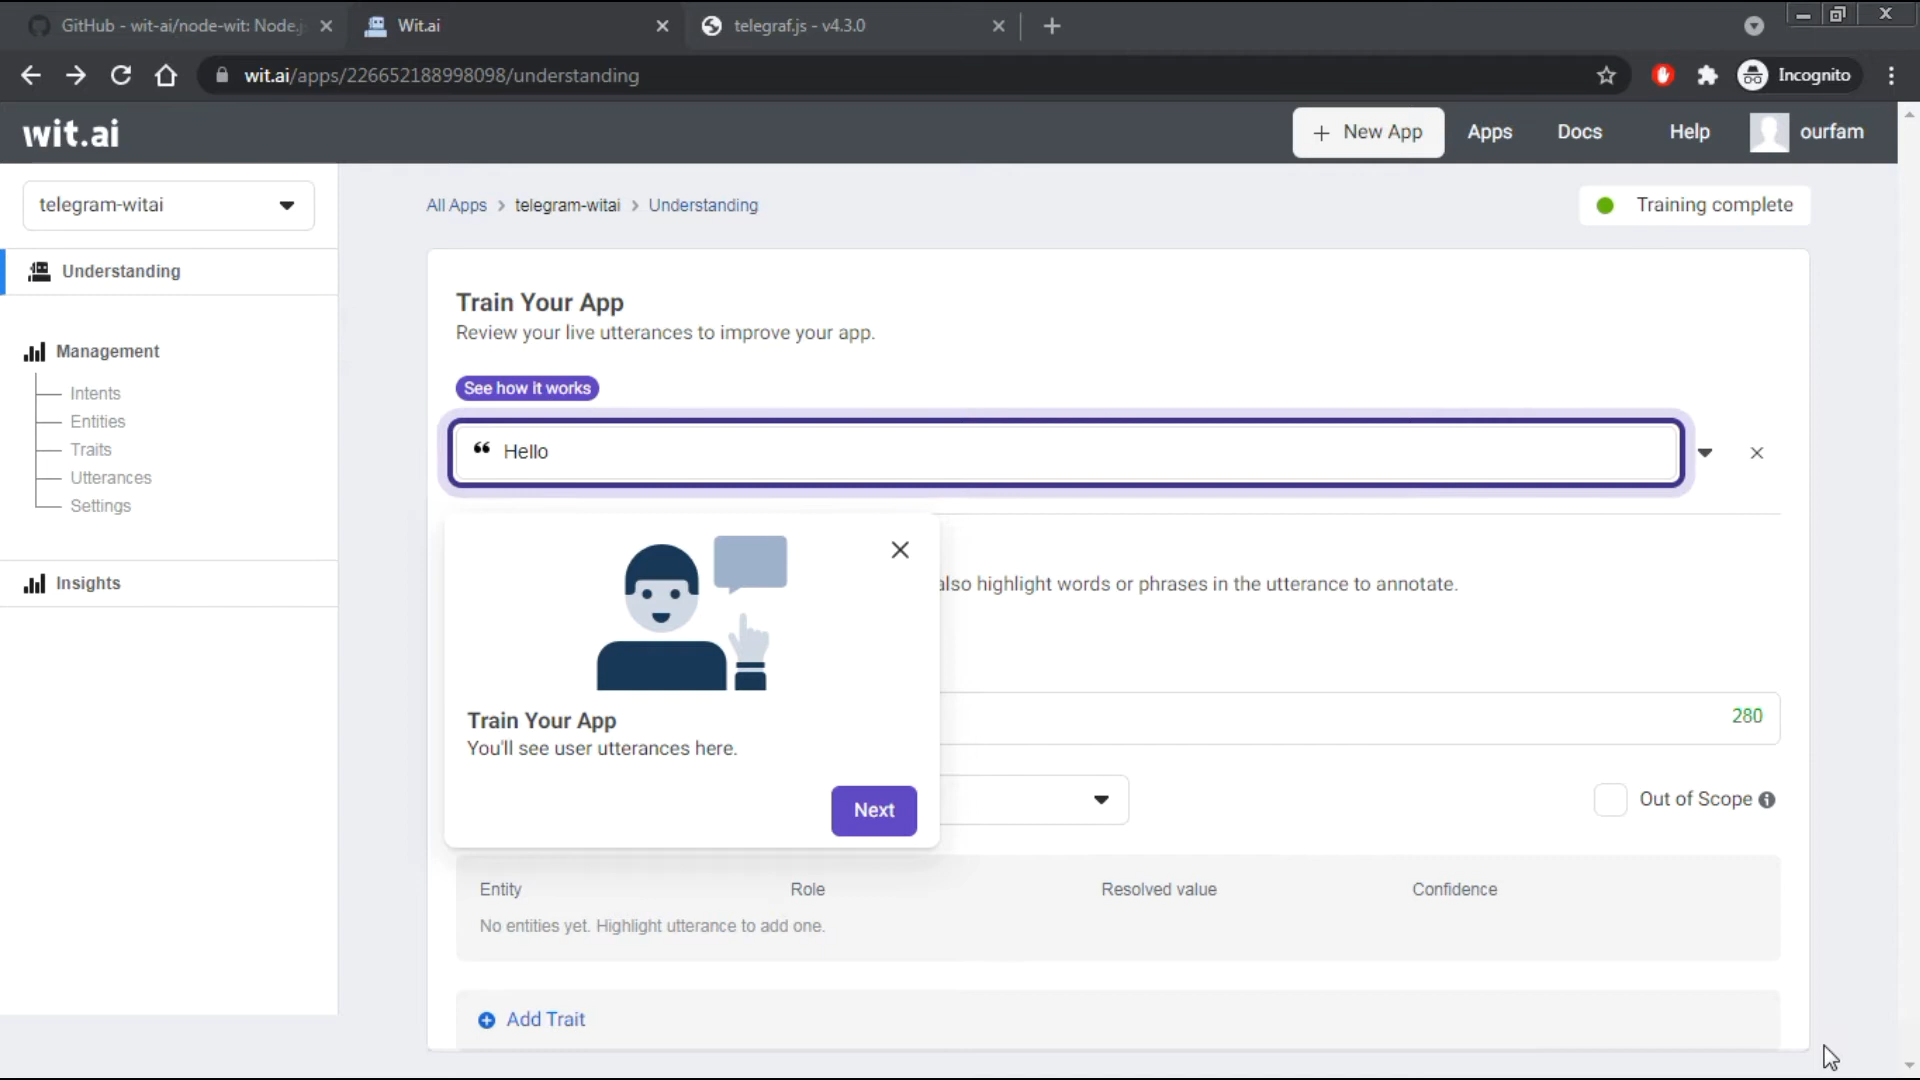 GitHub - wit-ai/node-wit: Node.j
Wit.ai
telegraf.js - v4.3.0
wit.ai/apps/226652188998098/understanding
Incognito
wit.ai
New App
Apps
Docs
Help
ourfam
telegram-witai
All Apps > telegram-witai > Understanding
Training complete
Understanding
Management
Intents
Entities
Traits
Utterances
Settings
Insights
Train Your App
Review your live utterances to improve your app.
See how it works
“ Hello
also highlight words or phrases in the utterance to annotate.
280
Train Your App
You'll see user utterances here.
Next
Out of Scope
Entity Role Resolved value Confidence
No entities yet. Highlight utterance to add one.
Add Trait